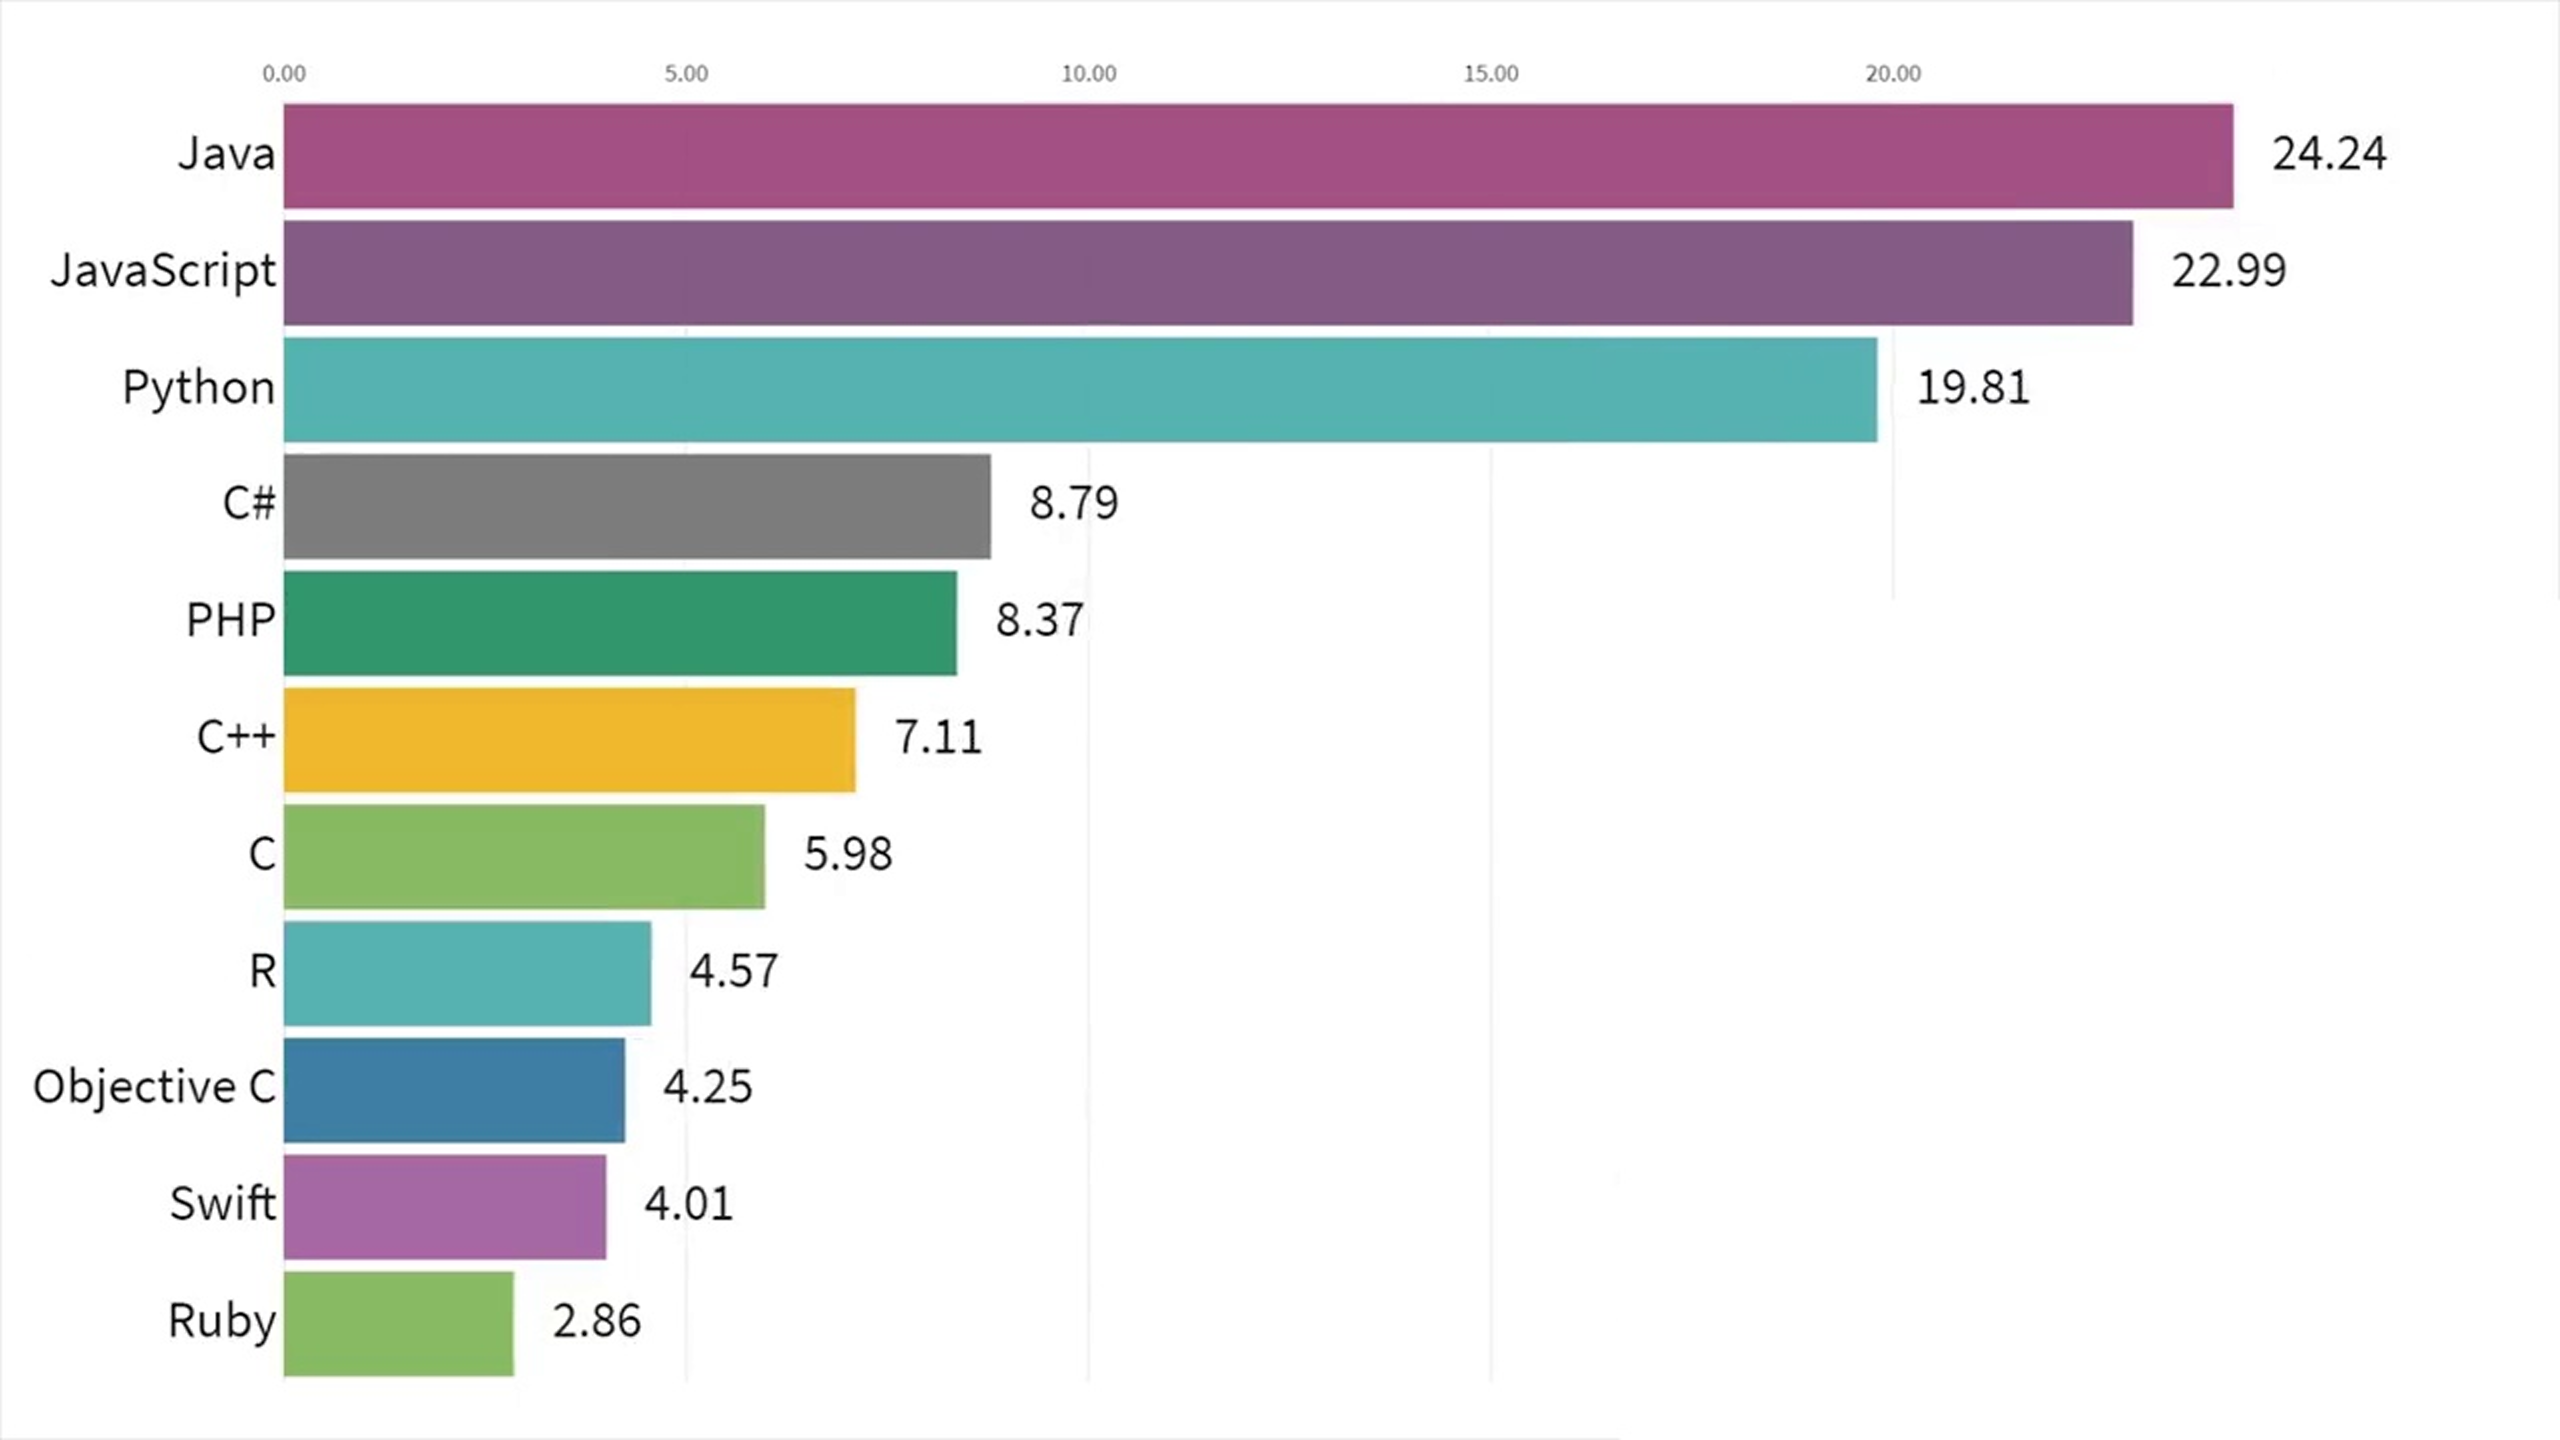 0.00 5.00 10.00 15.00 20.00
Java 24.24
JavaScript 22.99
Python 19.81
C# 8.79
PHP 8.37
C++ 7.11
C 5.98
R 4.57
Objective C 4.25
Swift 4.01
Ruby 2.86